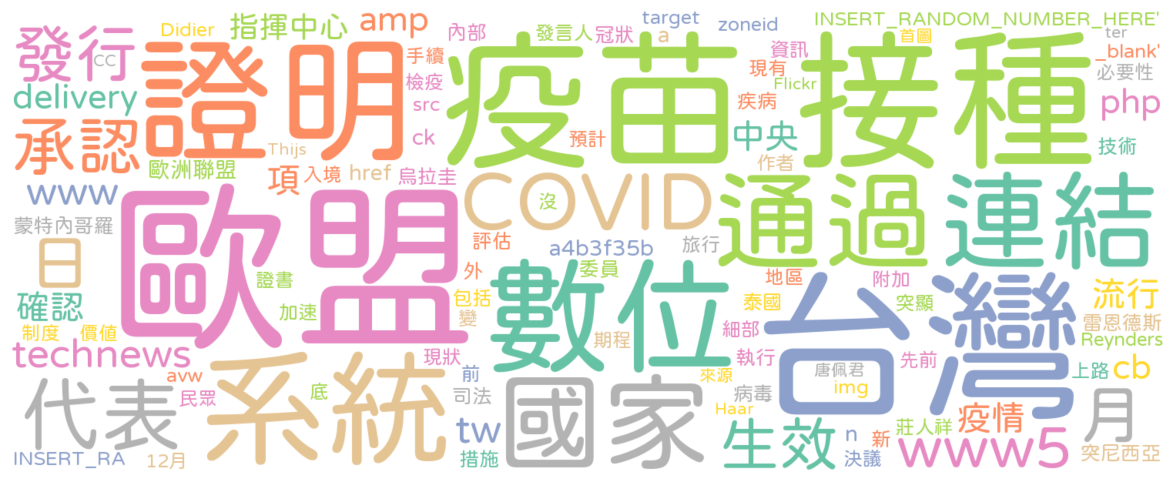 Didier 指揮中心 amp 內部 target zoneid INSERT_RANDOM_NUMBER_HERE'
發行 CC 證明 手續 疫苗 發言人 冠狀 a 資訊 接種 首圖 ter _blank'
delivery 檢疫 src 現有 Flickr 必要性 php
承認 ck 預計 疾病 中央 技術
Thijs 作者
歐洲聯盟 項 入境 href 烏拉圭
www COVID 沒 通過 連結
蒙特內哥羅 歐盟 評估 a4b3f35b 旅行
日 證書 外 數位 委員 地區 附加 台灣 流行
確認 加速 包括 泰國 突顯 雷恩德斯
制度 價值 變 期程 細部 Reynders
technews 系統 現狀 前 國家 執行 先前 上路 cb
代表 avw 民眾 底 司法 來源 病毒 唐佩君 img 月
Haar 疫情
tw 生效 莊人祥 www5
INSERT_RA 12月 措施 n 新 決議 突尼西亞